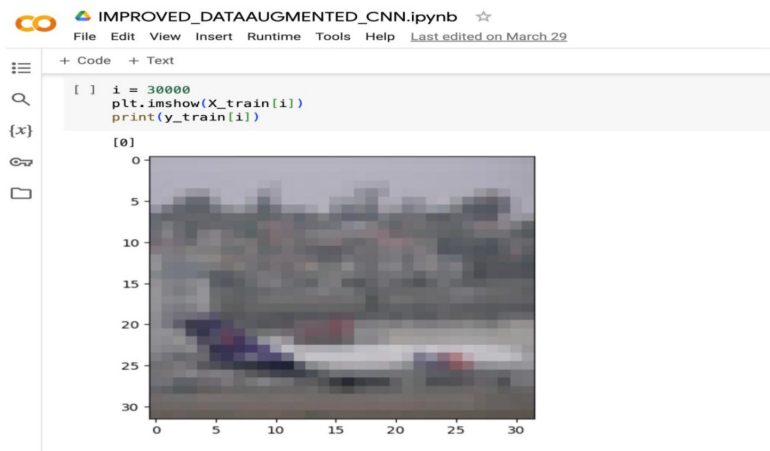 CO
IMPROVED_DATAAUGMENTED_CNN.ipynb
File Edit View Insert Runtime Tools Help Last edited on March 29
+ Code + Text
[ ] i = 30000
plt.imshow(X_train[i])
print(y_train[i])
{x}
[0]
0
5
10
15
20
25
30
0 5 10 15 20 25 30